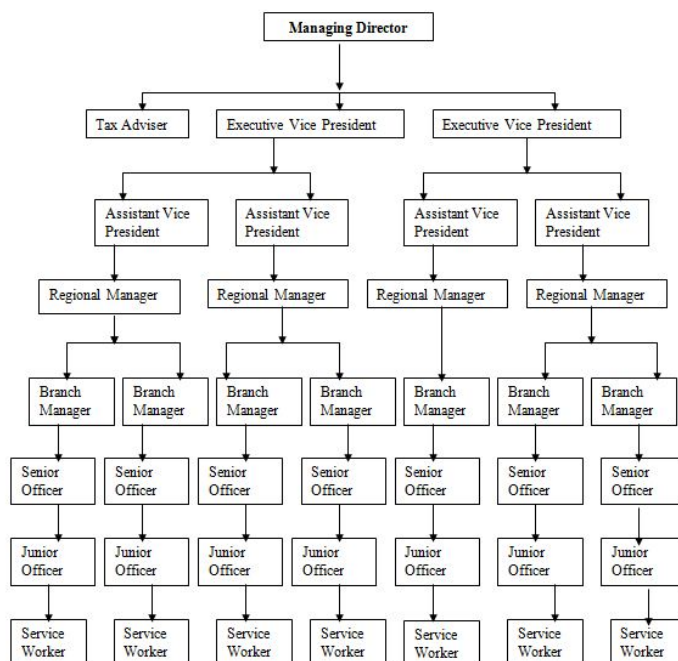 Managing Director
Tax Adviser
Executive Vice President
Executive Vice President
Assistant Vice
President
Assistant Vice
President
Assistant Vice
President
Assistant Vice
President
Regional Manager
Regional Manager
Regional Manager
Regional Manager
Branch
Manager
Branch
Manager
Branch
Manager
Branch
Manager
Branch
Manager
Branch
Manager
Branch
Manager
Senior
Officer
Senior
Officer
Senior
Officer
Senior
Officer
Senior
Officer
Senior
Officer
Senior
Officer
Junior
Officer
Junior
Officer
Junior
Officer
Junior
Officer
Junior
Officer
Junior
Officer
Junior
Officer
Service
Worker
Service
Worker
Service
Worker
Service
Worker
Service
Worker
Service
Worker
Service
Worker